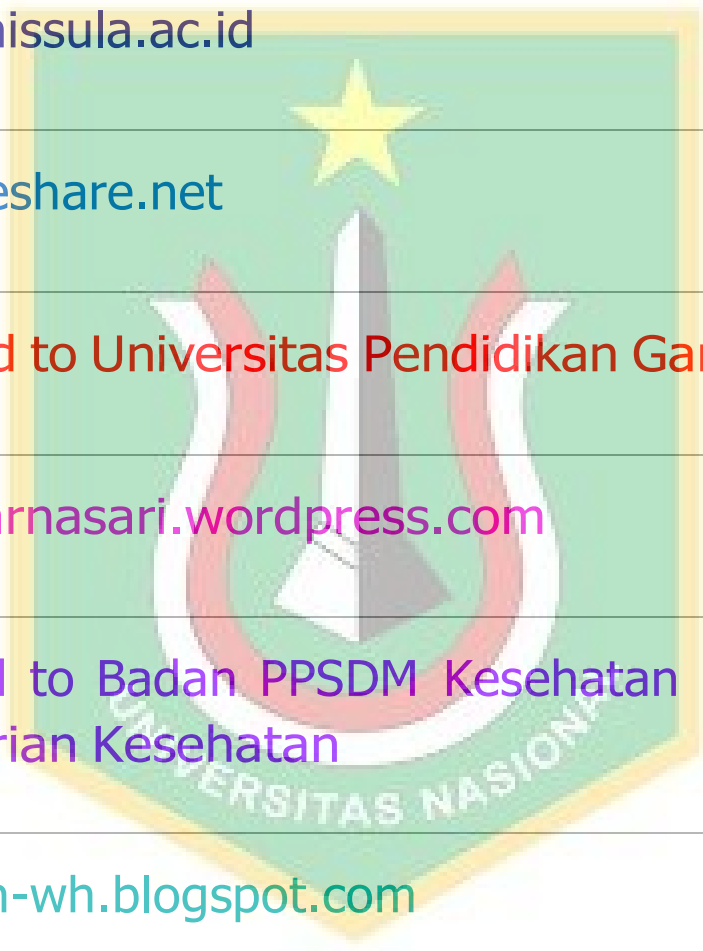 nissula.ac.id
eshare.net
d to Universitas Pendidikan Gan
arnasari.wordpress.com
d to Badan PPSDM Kesehatan
rian Kesehatan
UNIVERSITAS NASIONAL
n-wh.blogspot.com